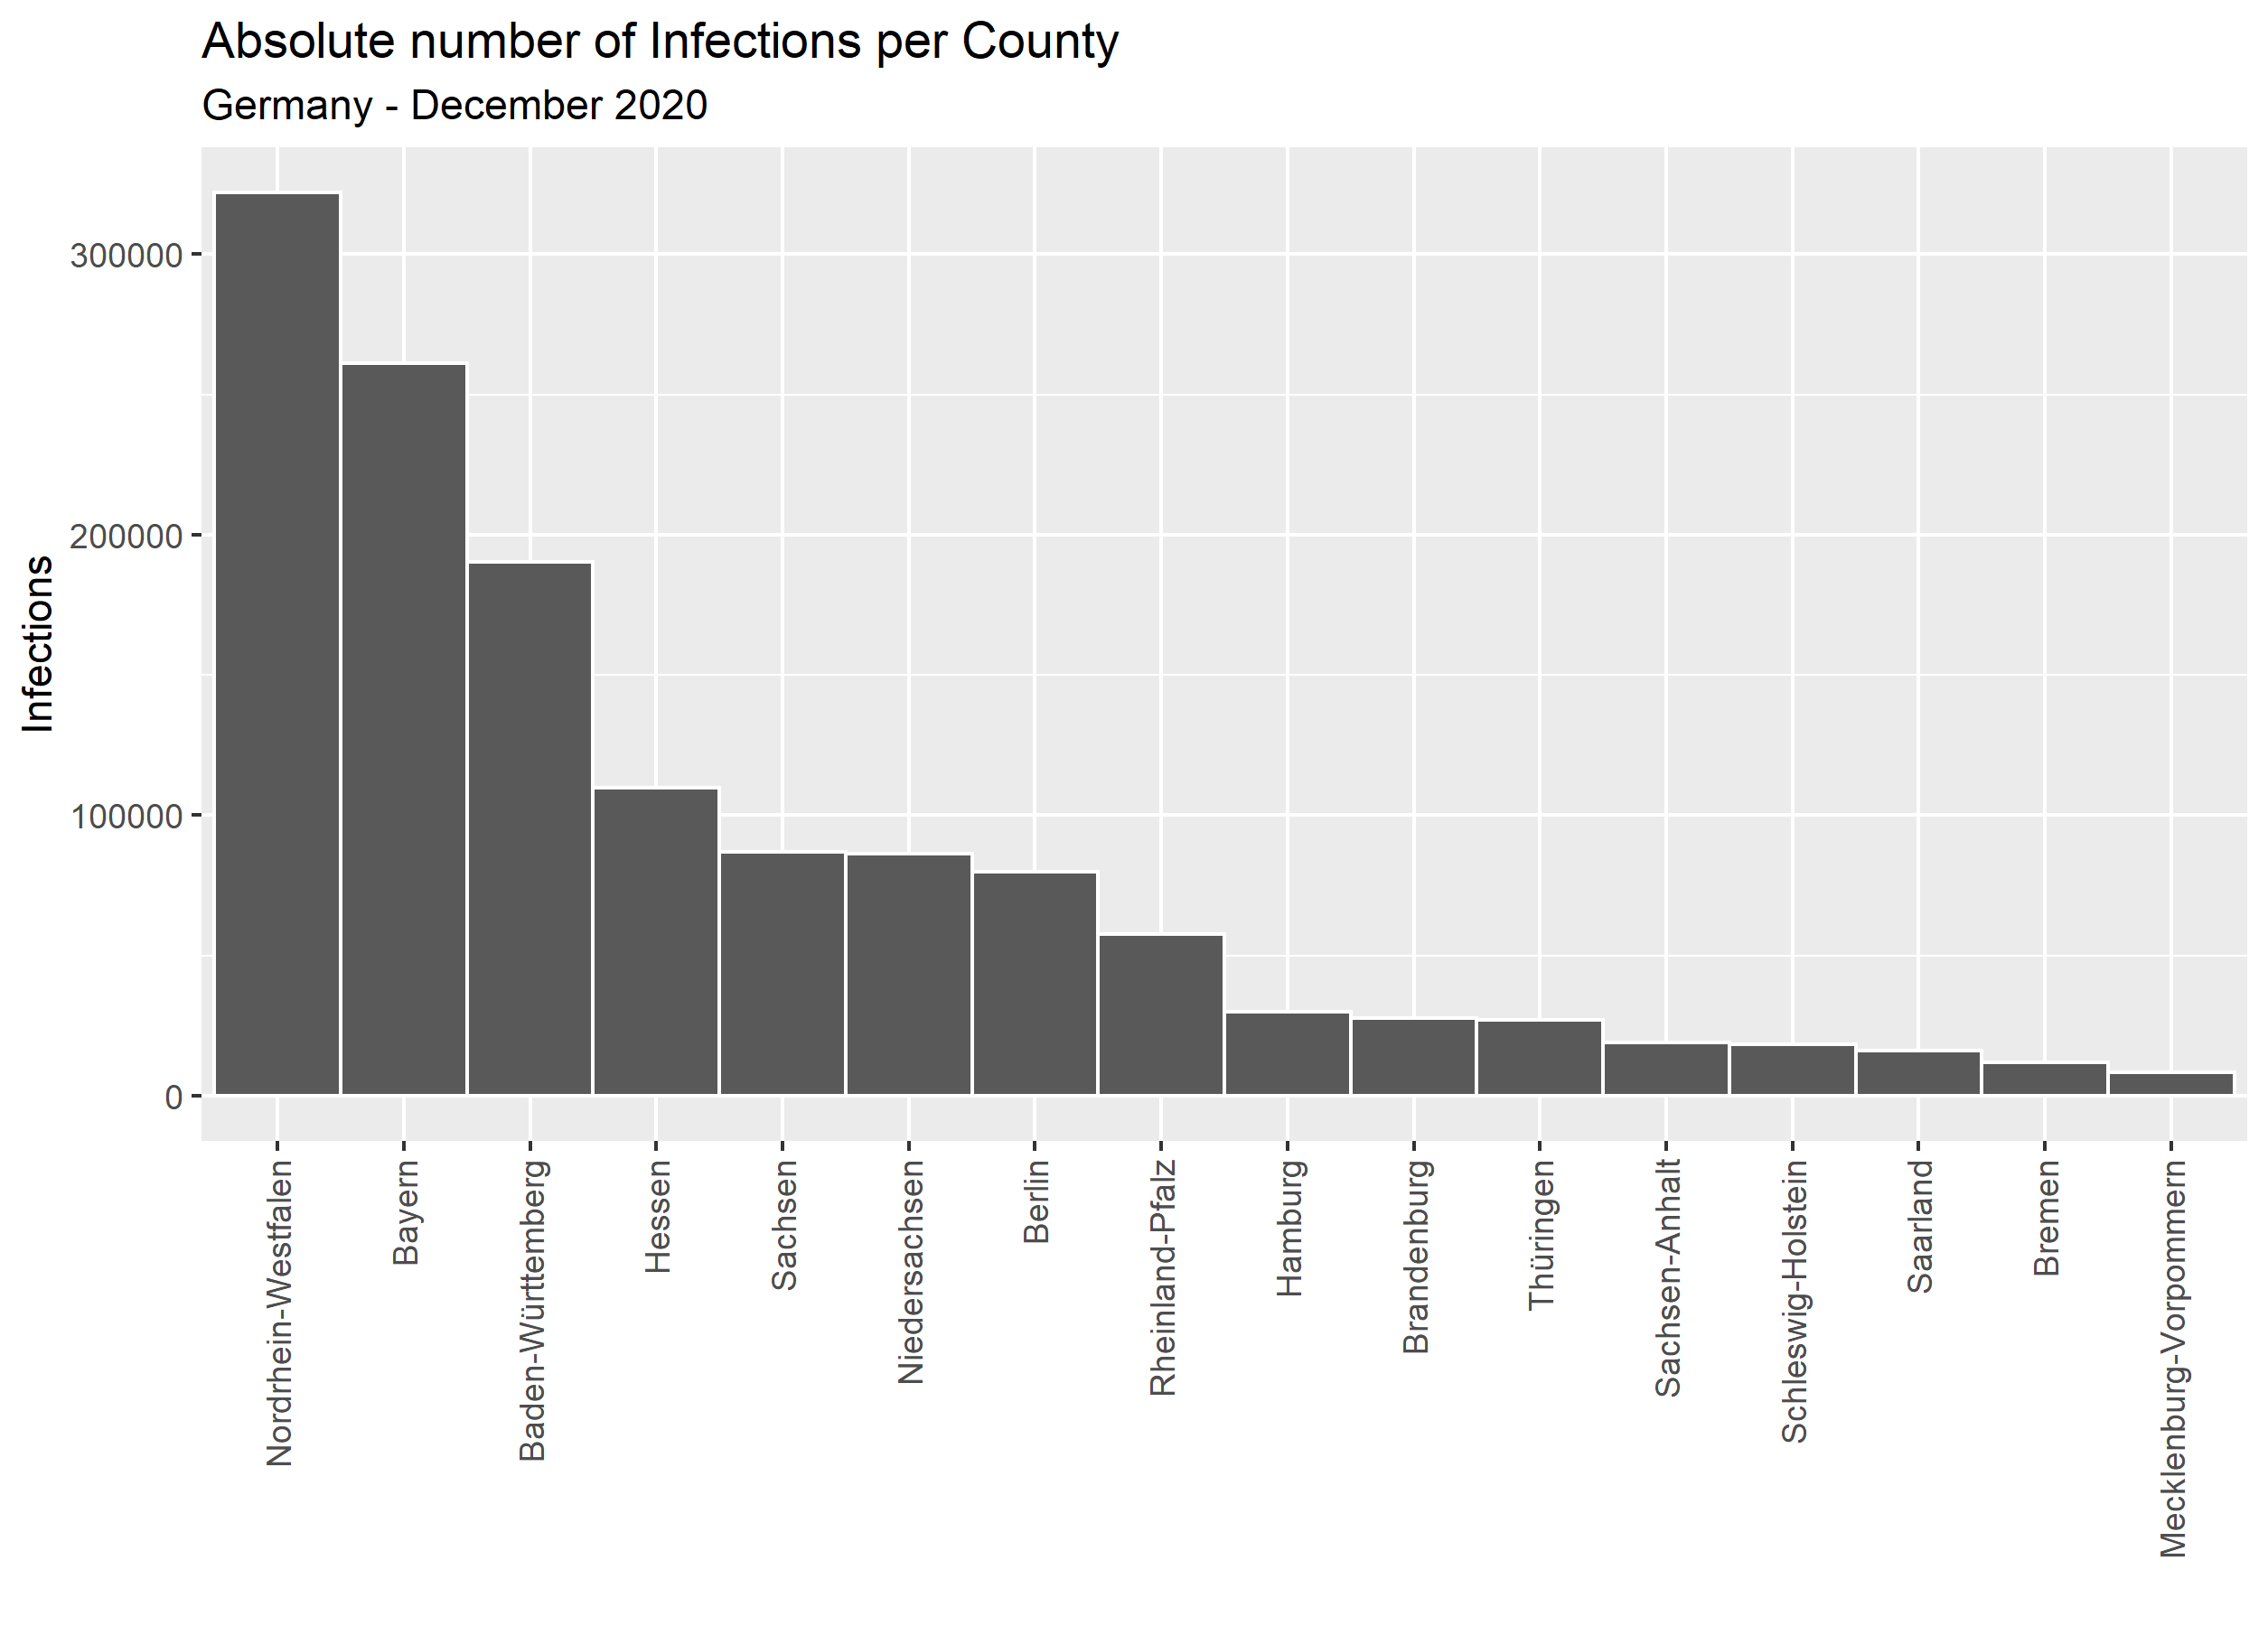 Absolute number of Infections per County
Germany - December 2020
Infections
300000
200000
100000
0
Nordrhein-Westfalen
Bayern
Baden-Württemberg
Hessen
Sachsen
Niedersachsen
Berlin
Rheinland-Pfalz
Hamburg
Brandenburg
Thüringen
Sachsen-Anhalt
Schleswig-Holstein
Saarland
Bremen
Mecklenburg-Vorpommern